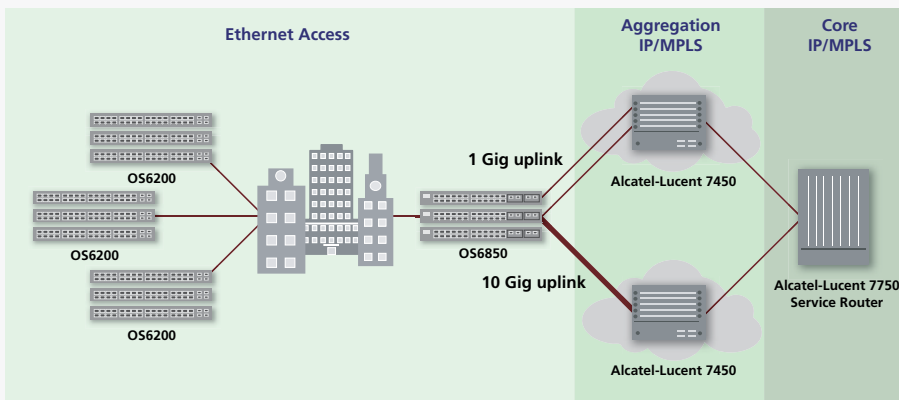 Ethernet Access
Aggregation
IP/MPLS
Core
IP/MPLS
OS6200
OS6200
OS6200
OS6850
1 Gig uplink
10 Gig uplink
Alcatel-Lucent 7450
Alcatel-Lucent 7450
Alcatel-Lucent 7750
Service Router